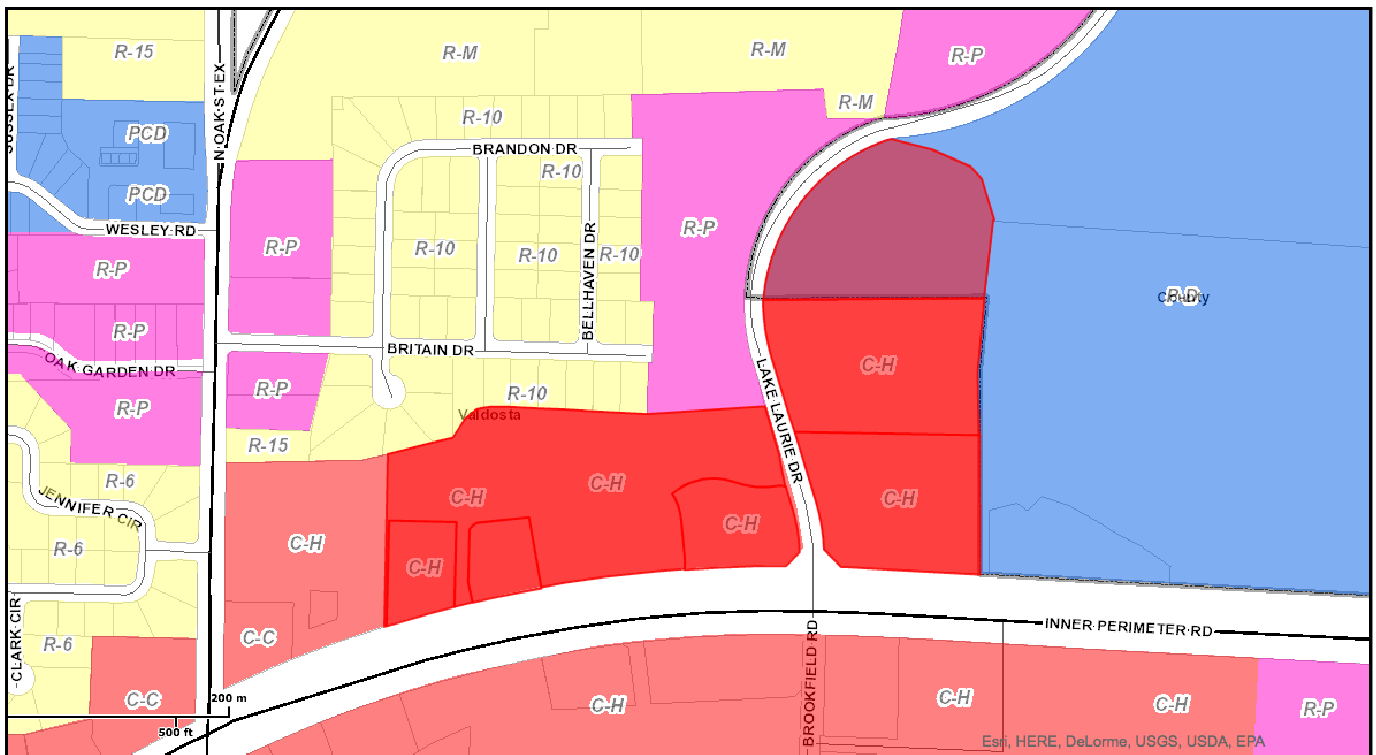 R-15
R-M
R-M
R-P
SUSSEX DR
N OAK ST EX
PCD
R-10
R-M
PCD
BRANDON DR
R-10
WESLEY RD
R-P
R-P
R-10
R-10
R-10
BELLHAVEN DR
R-P
County
R-P
OAK GARDEN DR
BRITAIN DR
LAKE LAURIE DR
C-H
R-P
R-P
R-10
Valdosta
R-15
R-6
JENNIFER CIR
C-H
C-H
C-H
C-H
C-H
R-6
C-H
C-H
CLARK CIR
R-6
C-C
INNER PERIMETER RD
BROOKFIELD RD
C-C
200 m
500 ft
C-H
C-H
C-H
R-P
Esri, HERE, DeLorme, USGS, USDA, EPA